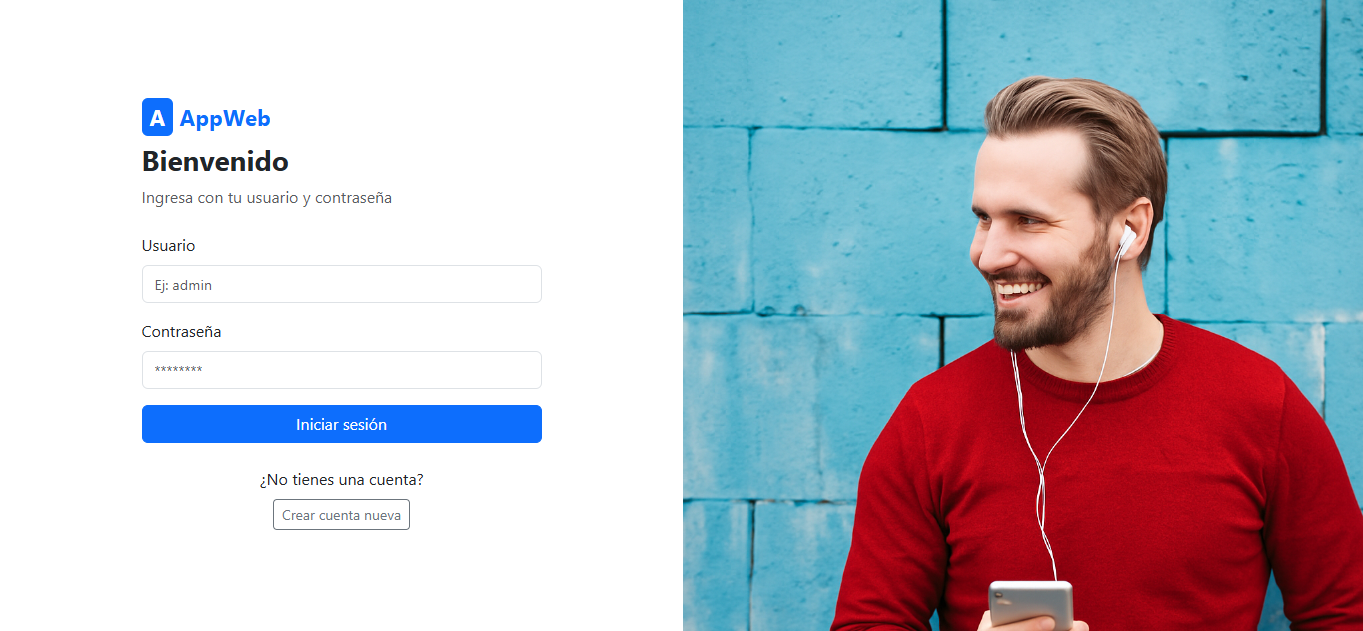 A AppWeb
Bienvenido
Ingresa con tu usuario y contraseña
Usuario
Ej: admin
Contraseña
********
Iniciar sesión
¿No tienes una cuenta?
Crear cuenta nueva